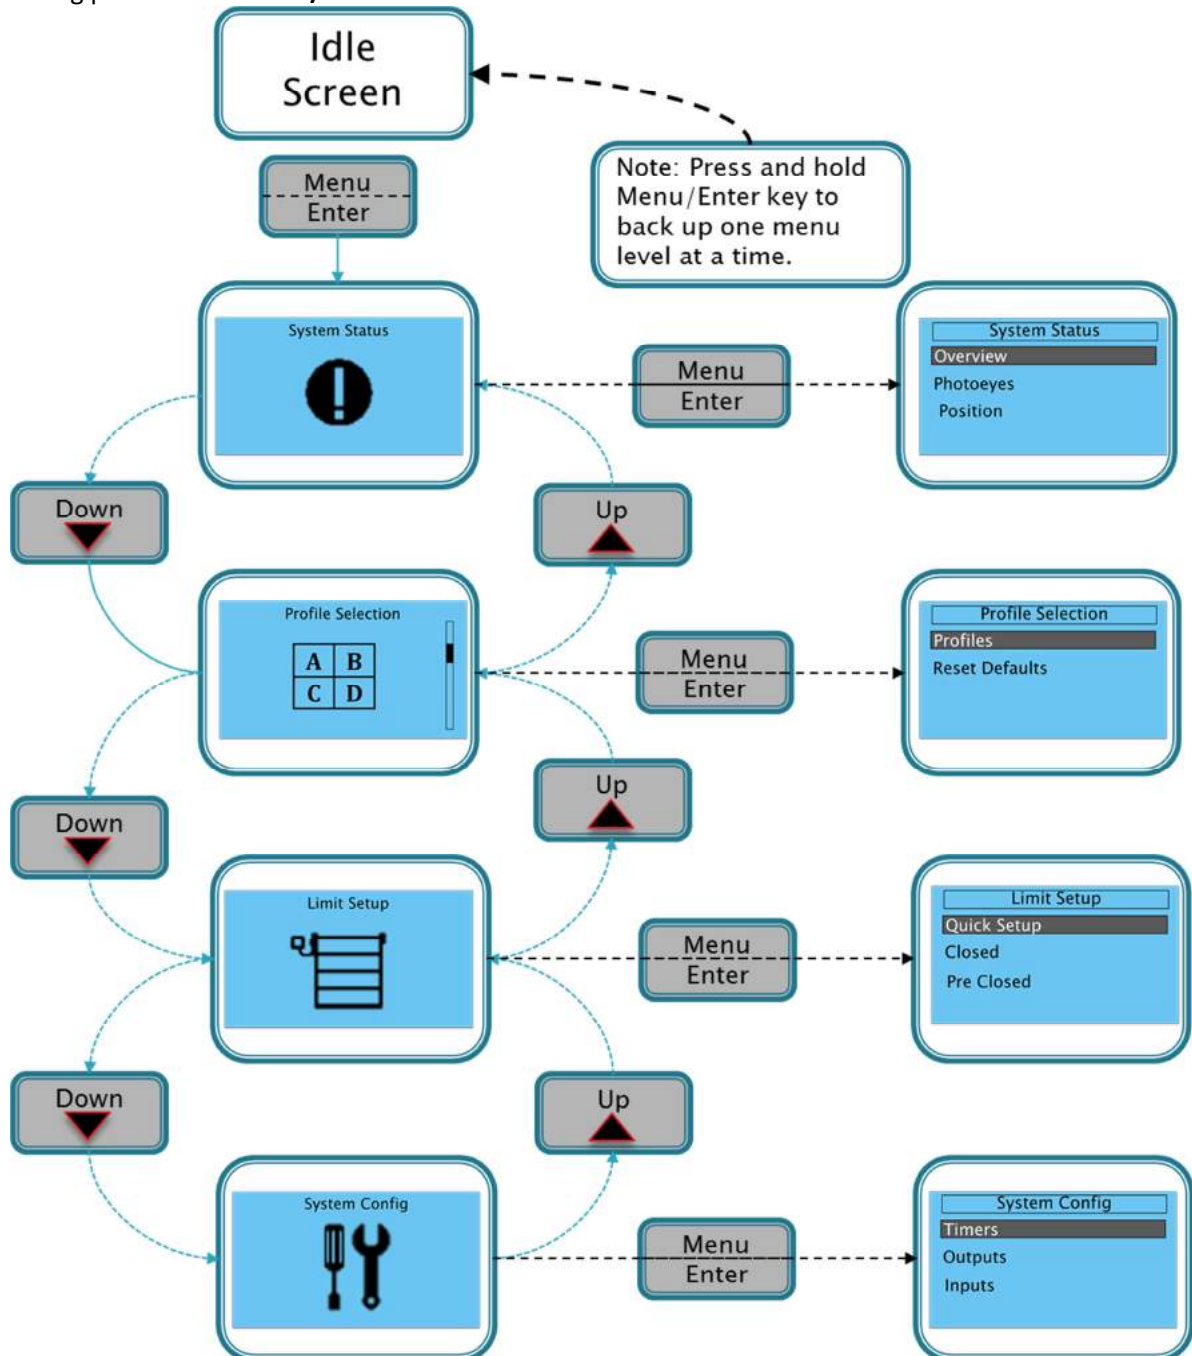 Idle
Screen
Menu
Enter
Note: Press and hold
Menu/Enter key to
back up one menu
level at a time.
System Status
Menu
Enter
System Status
Overview
Photoeyes
Position
Down
Up
Profile Selection
A B
C D
Menu
Enter
Profile Selection
Profiles
Reset Defaults
Down
Up
Limit Setup
Menu
Enter
Limit Setup
Quick Setup
Closed
Pre Closed
Down
Up
System Config
Menu
Enter
System Config
Timers
Outputs
Inputs